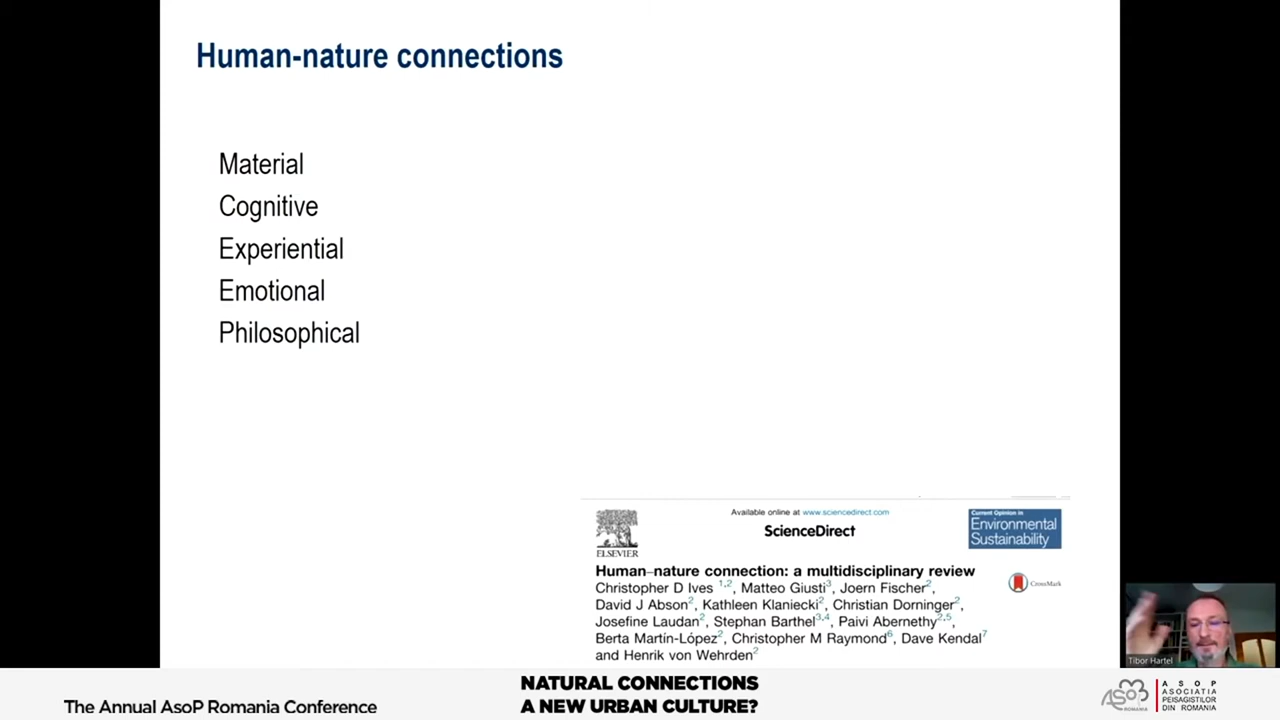 Human-nature connections
Material
Cognitive
Experiential
Emotional
Philosophical
Available online at www.sciencedirect.com
ScienceDirect
ELSEVIER
Current Opinion in
Environmental
Sustainability
Human–nature connection: a multidisciplinary review
CrossMark
Christopher D Ives 1,2, Matteo Giusti3, Joern Fischer2,
David J Abson2, Kathleen Klaniecki2, Christian Dorninger2,
Josefine Laudan2, Stephan Barthel3,4, Paivi Abernethy2,5,
Berta Martín-López2, Christopher M Raymond6, Dave Kendal7
and Henrik von Wehrden2
Tibor Hartel
The Annual AsoP Romania Conference
NATURAL CONNECTIONS
A NEW URBAN CULTURE?
ASOP
ROMANIA
A S O P
ASOCIATIA
PEISAGISTILOR
DIN ROMANIA